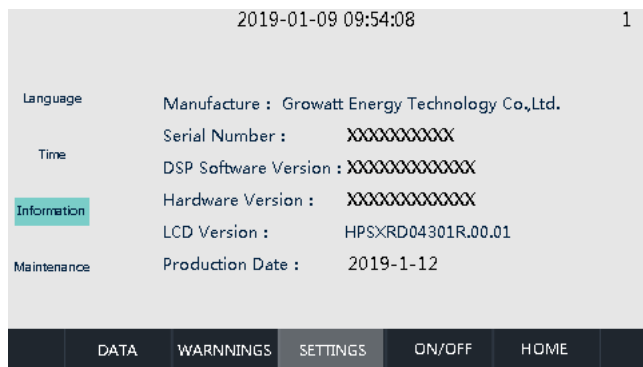 2019-01-09 09:54:08 1
Language
Manufacture : Growatt Energy Technology Co.,Ltd.
Serial Number : XXXXXXXXXX
Time
DSP Software Version : XXXXXXXXXXXX
Information
Hardware Version : XXXXXXXXXXXX
LCD Version : HPSXRD04301R.00.01
Maintenance
Production Date : 2019-1-12
DATA WARNNINGS SETTINGS ON/OFF HOME